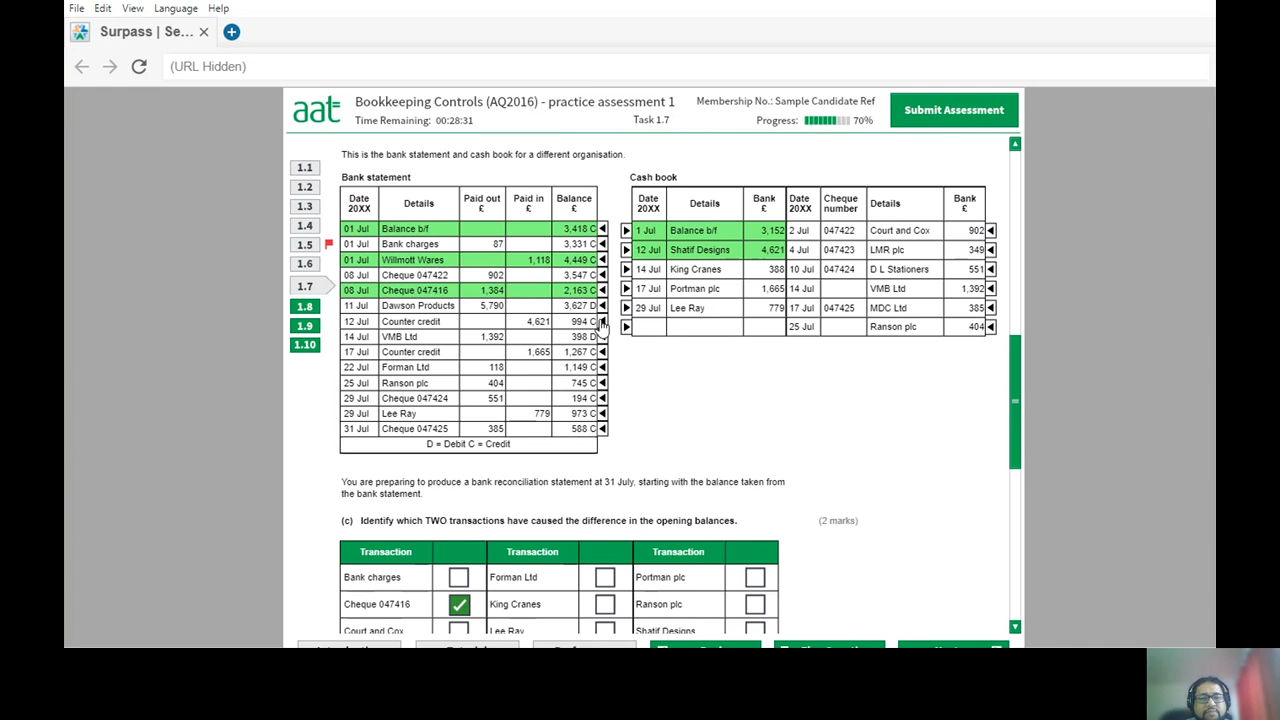 File Edit View Language Help
Surpass | Se...
(URL Hidden)
aat
Bookkeeping Controls (AQ2016) - practice assessment 1
Membership No.: Sample Candidate Ref
Submit Assessment
Time Remaining: 00:28:31
Task 1.7
Progress: 70%
1.1
1.2
1.3
1.4
1.5
1.6
1.7
1.8
1.9
1.10
This is the bank statement and cash book for a different organisation.
Bank statement
Date 20XX Details Paid out £ Paid in £ Balance £
01 Jul Balance b/f 3,418 C
01 Jul Bank charges 87 3,331 C
01 Jul Willmott Wares 1,118 4,449 C
08 Jul Cheque 047422 902 3,547 C
08 Jul Cheque 047416 1,384 2,163 C
11 Jul Dawson Products 5,790 3,627 D
12 Jul Counter credit 4,621 994 C
14 Jul VMB Ltd 1,392 398 D
17 Jul Counter credit 1,665 1,267 C
22 Jul Forman Ltd 118 1,149 C
25 Jul Ranson plc 404 745 C
29 Jul Cheque 047424 551 194 C
29 Jul Lee Ray 779 973 C
31 Jul Cheque 047425 385 588 C
D = Debit C = Credit
Cash book
Date 20XX Details Bank £ Date 20XX Cheque number Details Bank £
1 Jul Balance b/f 3,152 2 Jul 047422 Court and Cox 902
12 Jul Shatif Designs 4,621 4 Jul 047423 LMR plc 349
14 Jul King Cranes 388 10 Jul 047424 D L Stationers 551
17 Jul Portman plc 1,665 14 Jul VMB Ltd 1,392
29 Jul Lee Ray 779 17 Jul 047425 MDC Ltd 385
25 Jul Ranson plc 404
You are preparing to produce a bank reconciliation statement at 31 July, starting with the balance taken from
the bank statement.
(c) Identify which TWO transactions have caused the difference in the opening balances. (2 marks)
Transaction Transaction Transaction
Bank charges Forman Ltd Portman plc
Cheque 047416 King Cranes Ranson plc
Court and Cox Lee Ray Shatif Designs